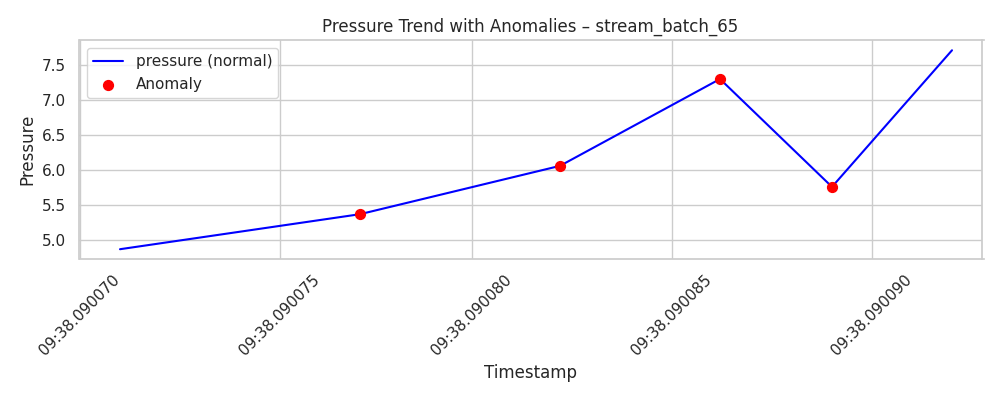 Pressure Trend with Anomalies – stream_batch_65
pressure (normal)
Anomaly
Pressure
7.5
7.0
6.5
6.0
5.5
5.0
09:38.090070
09:38.090075
09:38.090080
09:38.090085
09:38.090090
Timestamp